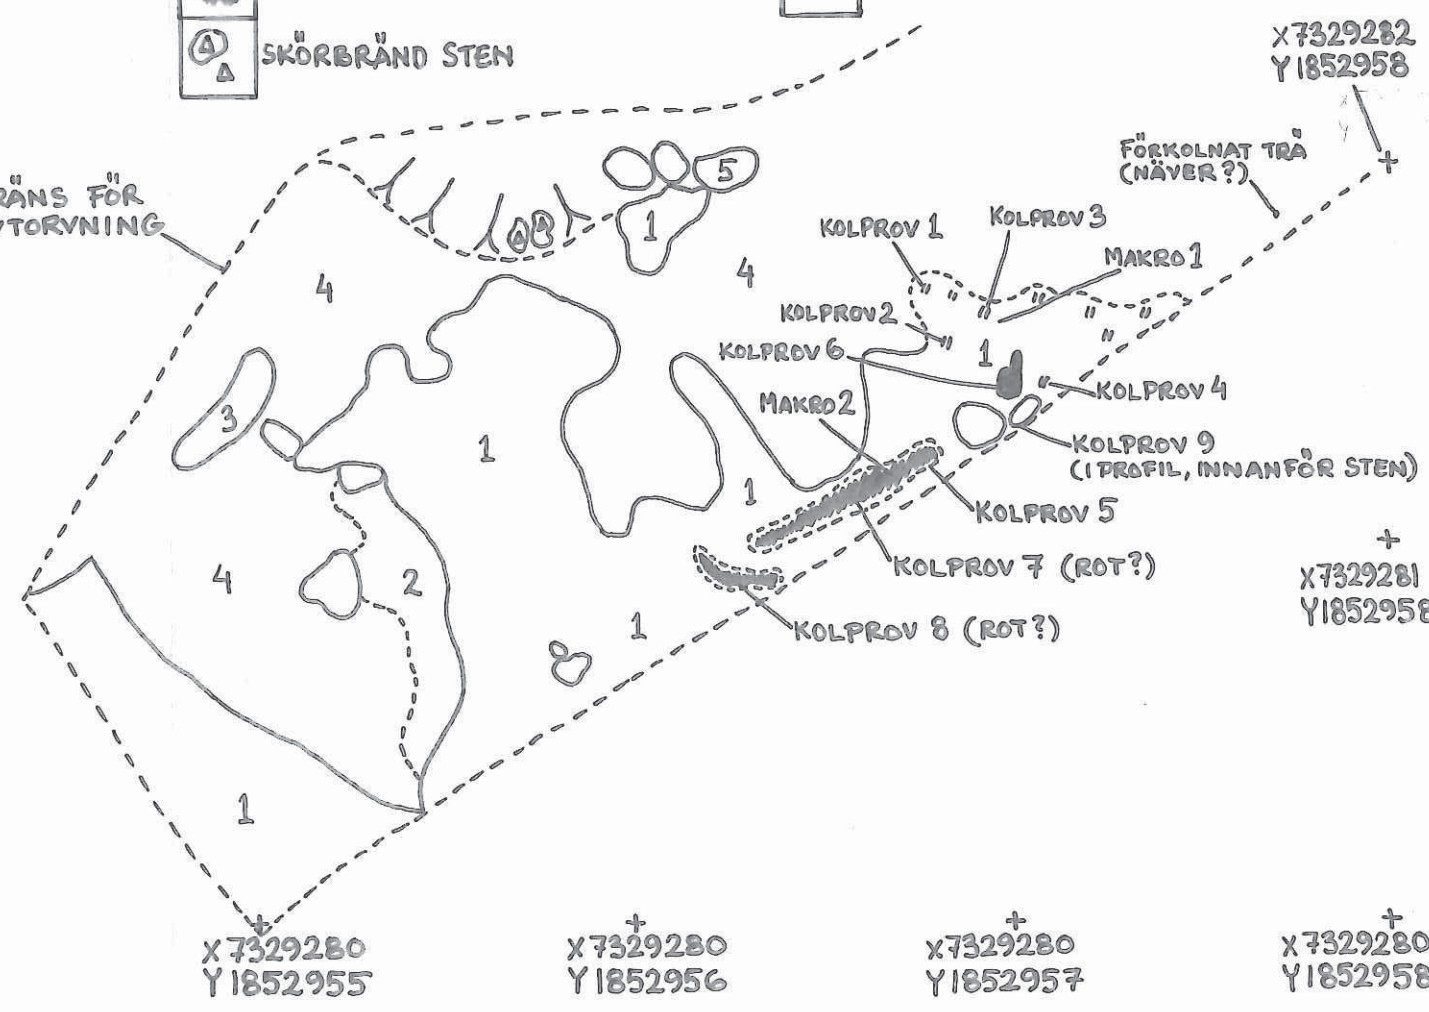 SKÖRBRÄND STEN
X7329282
Y1852958
FÖRKOLNAT TRÄ
(NÄVER?)
RÄNS FÖR
VTORVNING
5
1
4
4
KOLPROV 1
KOLPROV 3
MAKRO 1
KOLPROV 2
KOLPROV 6
1
KOLPROV 4
MAKRO 2
3
1
KOLPROV 9
(I PROFIL, INNANFÖR STEN)
1
KOLPROV 5
KOLPROV 7 (ROT?)
4
2
X7329281
Y1852958
1
KOLPROV 8 (ROT?)
1
X7329280
Y1852955
X7329280
Y1852956
X7329280
Y1852957
X7329280
Y1852958